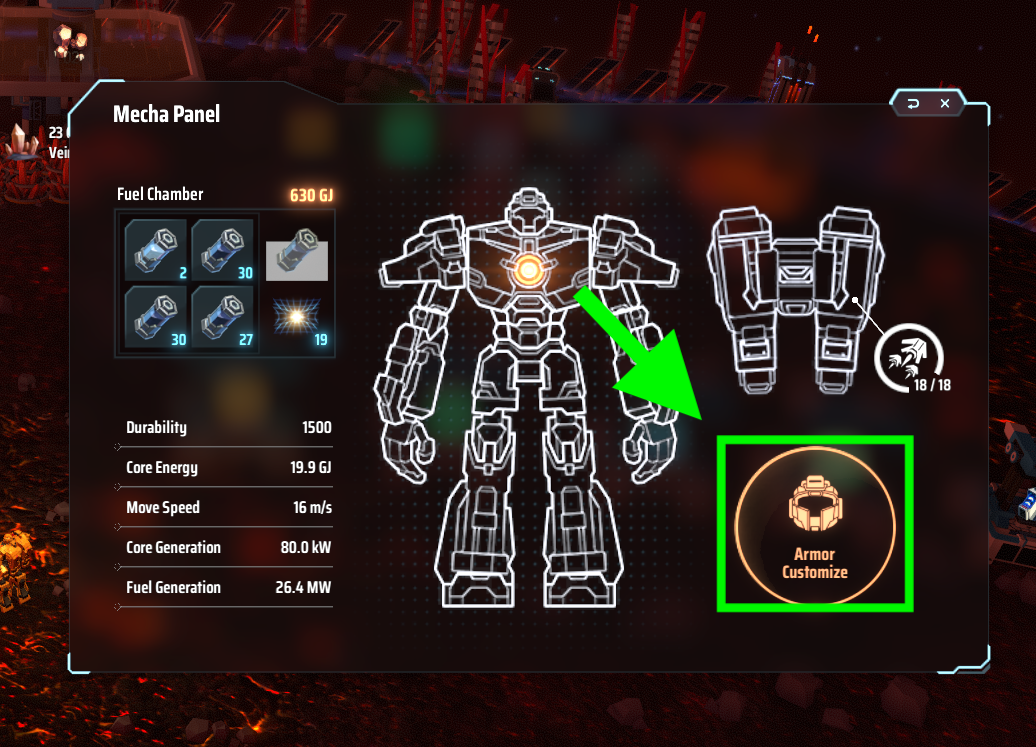 Mecha Panel
23
Vei
Fuel Chamber 630 GJ
2 30
30 27 19
18 / 18
Durability 1500
Core Energy 19.9 GJ
Move Speed 16 m/s
Core Generation 80.0 kW
Fuel Generation 26.4 MW
Armor
Customize